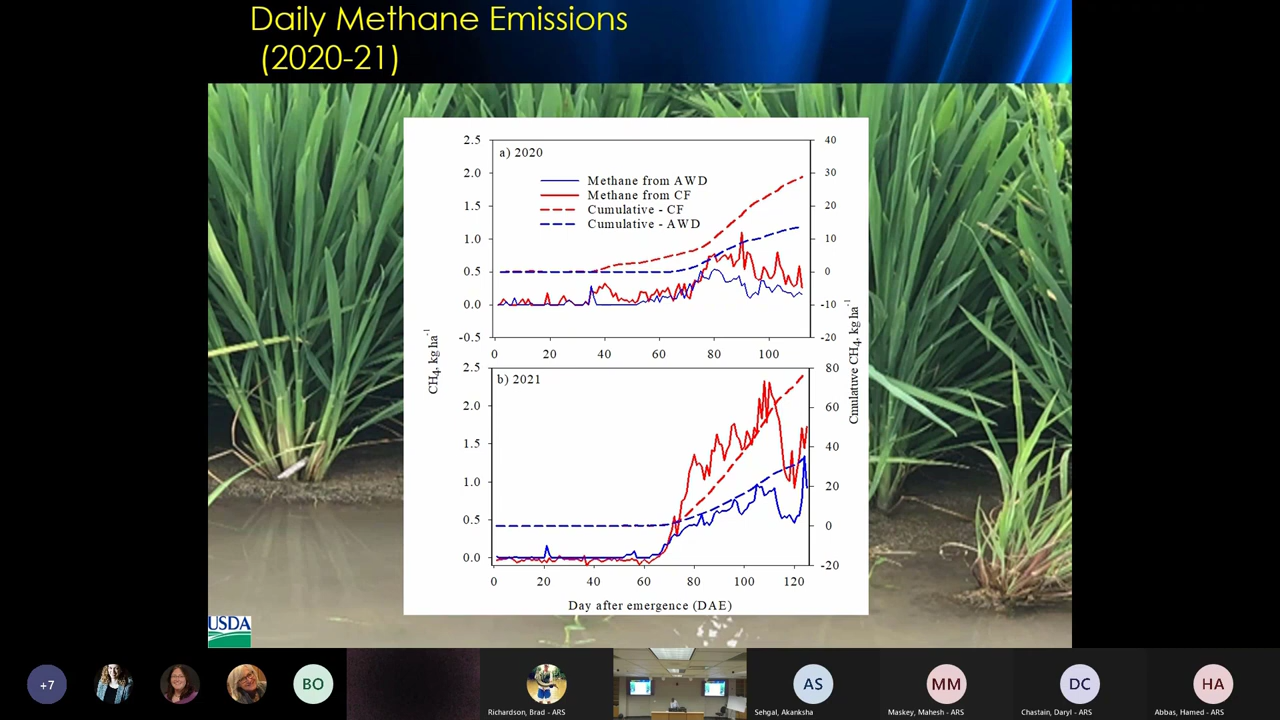 Daily Methane Emissions
(2020-21)
2.5
2.0
1.5
1.0
0.5
0.0
-0.5
a) 2020
Methane from AWD
Methane from CF
Cumulative - CF
Cumulative - AWD
40
30
20
10
0
-10
-20
0 20 40 60 80 100
CH4, kg ha-1
Cmulatuve CH4, kg ha-1
2.5
2.0
1.5
1.0
0.5
0.0
b) 2021
80
60
40
20
0
-20
0 20 40 60 80 100 120
Day after emergence (DAE)
USDA
+7
BO
AS
MM
DC
HA
Richardson, Brad - ARS
Sehgal, Akanksha
Maskey, Mahesh - ARS
Chastain, Daryl - ARS
Abbas, Hamed - ARS